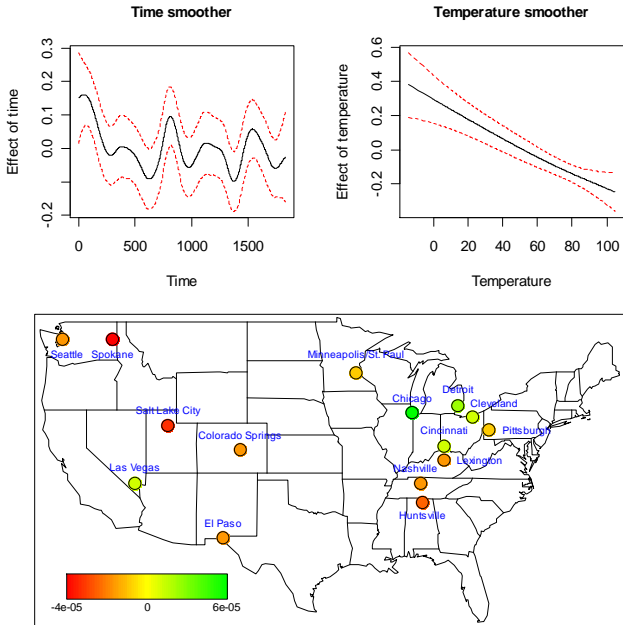 Time smoother
Effect of time
-0.2
0.0
0.1
0.2
0.3
0
500
1000
1500
Time
Temperature smoother
Effect of temperature
-0.2
0.0
0.2
0.4
0.6
0
20
40
60
80
100
Temperature
Seattle
Spokane
Minneapolis/St. Paul
Chicago
Detroit
Cleveland
Salt Lake City
Colorado Springs
Cincinnati
Pittsburgh
Las Vegas
Nashville
Lexington
Huntsville
El Paso
-4e-05
0
6e-05